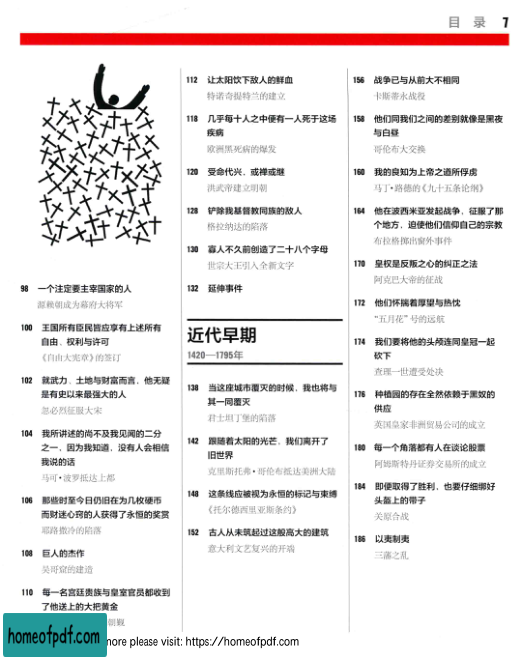 目 录 7
98 一个注定要主宰国家的人
源赖朝成为幕府大将军
100 王国所有臣民皆应享有上述所有
自由、权利与许可
《自由大宪章》的签订
102 就武力、土地与财富而言，他无疑
是有史以来最强大的人
忽必烈征服大宋
104 我所讲述的尚不及我见闻的二分
之一，因为我知道，没有人会相信
我说的话
马可·波罗抵达上都
106 那些时至今日仍旧在为几枚硬币
而财迷心窍的人获得了永恒的奖赏
耶路撒冷的陷落
108 巨人的杰作
吴哥窟的建造
110 每一名宫廷贵族与皇室官员都收到
了他送上的大把黄金
朝觐
112 让太阳饮下敌人的鲜血
特诺奇提特兰的建立
118 几乎每十人之中便有一人死于这场
疾病
欧洲黑死病的爆发
120 受命代兴，或禅或继
洪武帝建立明朝
128 铲除我基督教同族的敌人
格拉纳达的陷落
130 寡人不久前创造了二十八个字母
世宗大王引入全新文字
132 延伸事件
近代早期
1420—1795年
138 当这座城市覆灭的时候，我也将与
其一同覆灭
君士坦丁堡的陷落
142 跟随着太阳的光芒，我们离开了
旧世界
克里斯托弗·哥伦布抵达美洲大陆
148 这条线应被视为永恒的标记与束缚
《托尔德西里亚斯条约》
152 古人从未筑起过这般高大的建筑
意大利文艺复兴的开端
156 战争已与从前大不相同
卡斯蒂永战役
158 他们同我们之间的差别就像是黑夜
与白昼
哥伦布大交换
160 我的良知为上帝之道所俘虏
马丁·路德的《九十五条论纲》
164 他在波西米亚发起战争，征服了那
个地方，迫使他们信仰自己的宗教
布拉格掷出窗外事件
170 皇权是反叛之心的纠正之法
阿克巴大帝的征战
172 他们怀揣着厚望与热忱
“五月花”号的远航
174 我们要将他的头颅连同皇冠一起
砍下
查理一世遭受处决
176 种植园的存在全然依赖于黑奴的
供应
英国皇家非洲贸易公司的成立
180 每一个角落都有人在谈论股票
阿姆斯特丹证券交易所的成立
184 即便取得了胜利，也要仔细绑好
头盔上的带子
关原合战
186 以夷制夷
三藩之乱
homeofpdf.com
more please visit: https://homeofpdf.com